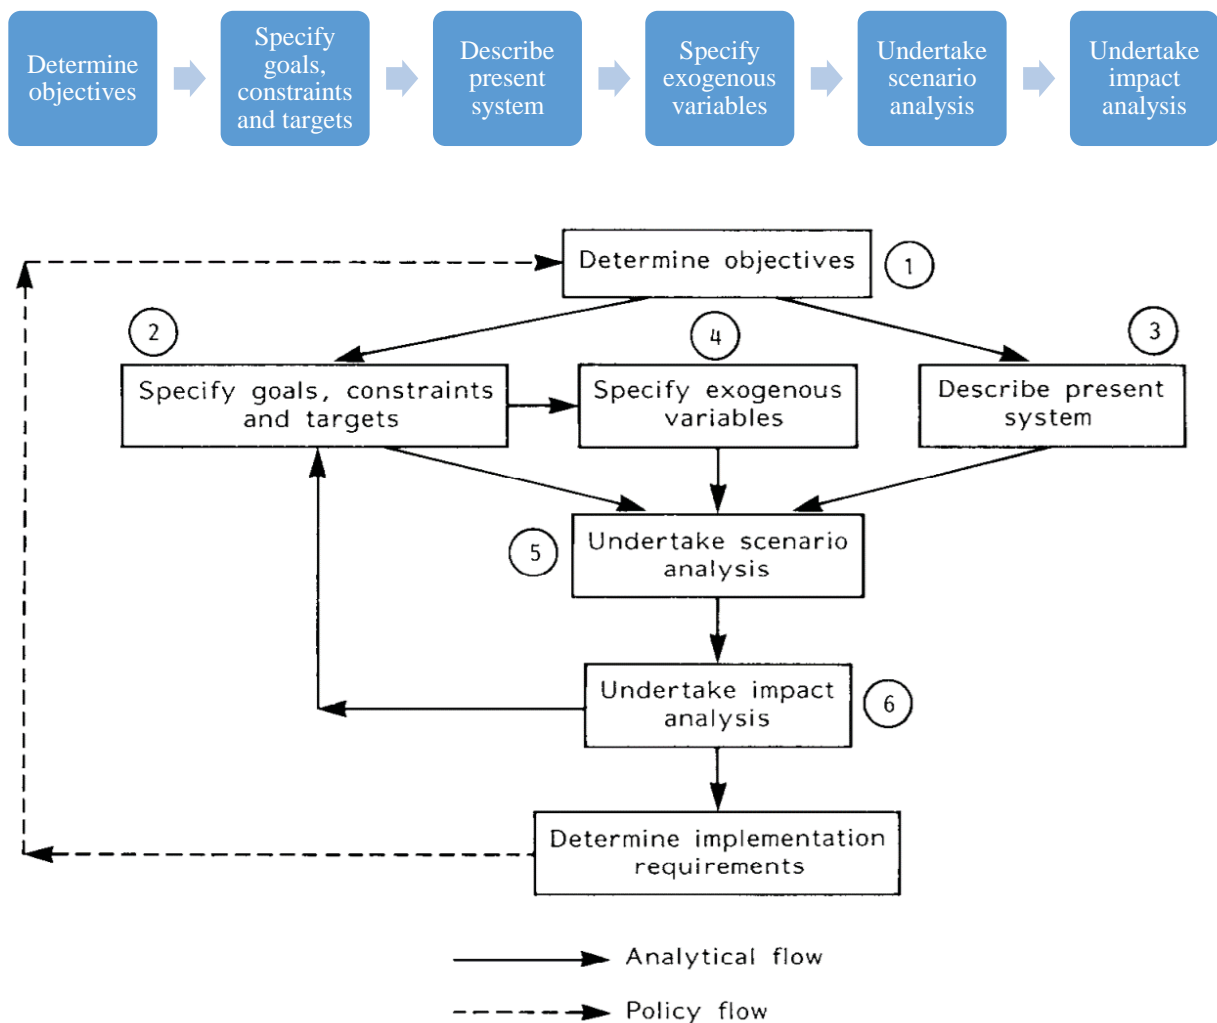 Determine
objectives
Specify
goals,
constraints
and targets
Describe
present
system
Specify
exogenous
variables
Undertake
scenario
analysis
Undertake
impact
analysis
Determine objectives
1
2
Specify goals, constraints
and targets
4
Specify exogenous
variables
3
Describe present
system
5
Undertake scenario
analysis
Undertake impact
analysis
6
Determine implementation
requirements
Analytical flow
Policy flow